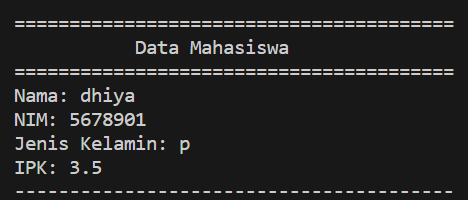 ========================================
Data Mahasiswa
========================================
Nama: dhiya
NIM: 5678901
Jenis Kelamin: p
IPK: 3.5
----------------------------------------